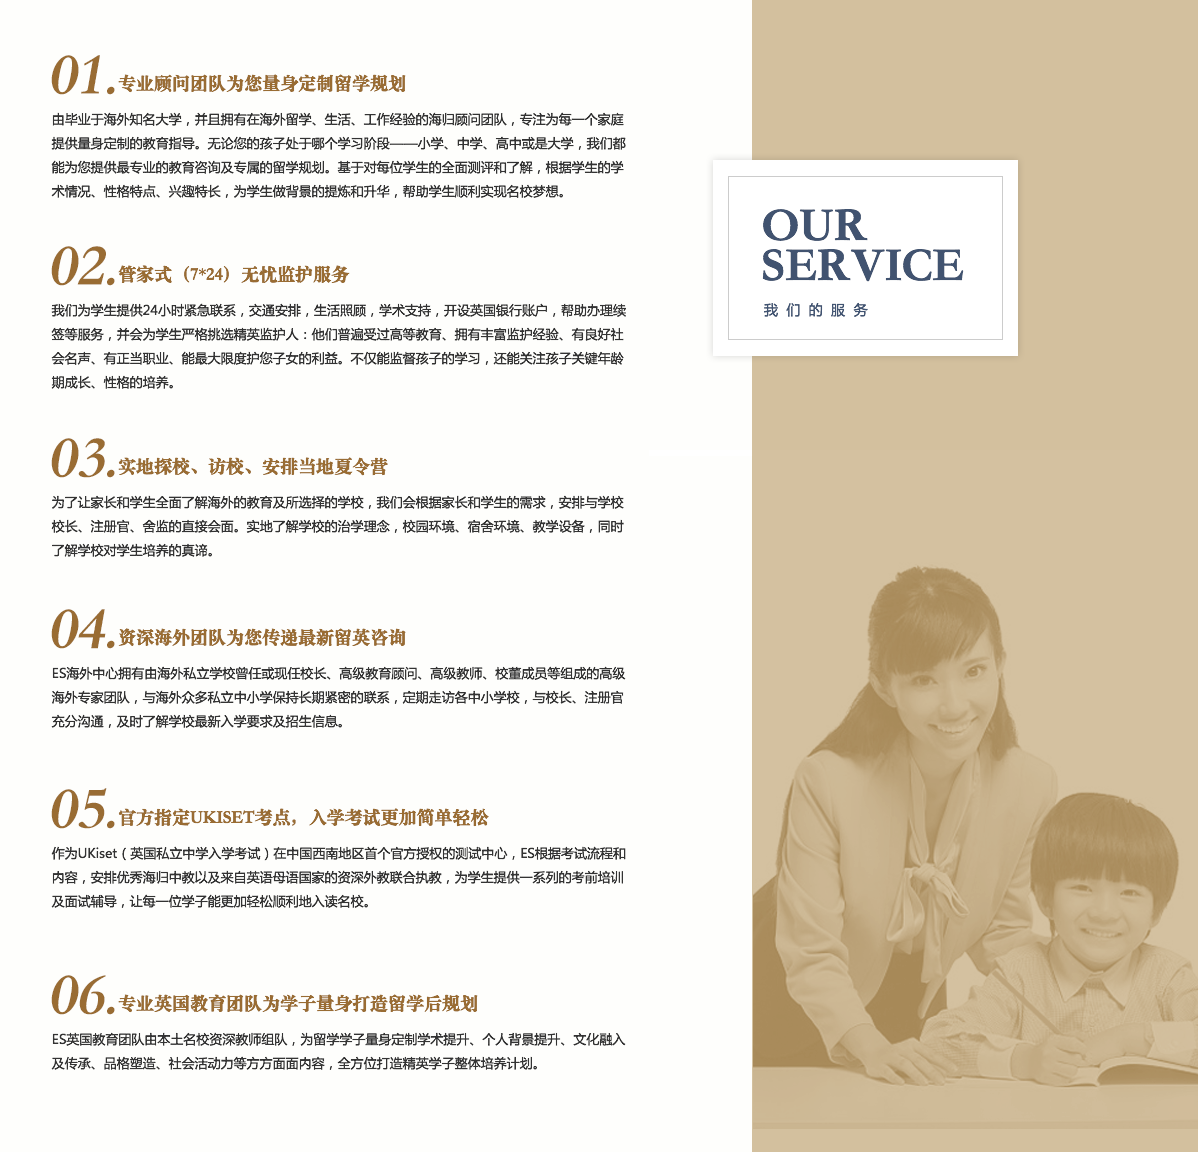 01.专业顾问团队为您量身定制留学规划
由毕业于海外知名大学，并且拥有在海外留学、生活、工作经验的海归顾问团队，专注为每一个家庭
提供量身定制的教育指导。无论您的孩子处于哪个学习阶段——小学、中学、高中或是大学，我们都
能为您提供最专业的教育咨询及专属的留学规划。基于对每位学生的全面测评和了解，根据学生的学
术情况、性格特点、兴趣特长，为学生做背景的提炼和升华，帮助学生顺利实现名校梦想。
02.管家式（7*24）无忧监护服务
我们为学生提供24小时紧急联系，交通安排，生活照顾，学术支持，开设英国银行账户，帮助办理续
签等服务，并会为学生严格挑选精英监护人：他们普遍受过高等教育、拥有丰富监护经验、有良好社
会名声、有正当职业、能最大限度护您子女的利益。不仅能监督孩子的学习，还能关注孩子关键年龄
期成长、性格的培养。
03.实地探校、访校、安排当地夏令营
为了让家长和学生全面了解海外的教育及所选择的学校，我们会根据家长和学生的需求，安排与学校
校长、注册官、舍监的直接会面。实地了解学校的治学理念，校园环境、宿舍环境、教学设备，同时
了解学校对学生培养的真谛。
04.资深海外团队为您传递最新留英咨询
ES海外中心拥有由海外私立学校曾任或现任校长、高级教育顾问、高级教师、校董成员等组成的高级
海外专家团队，与海外众多私立中小学保持长期紧密的联系，定期走访各中小学校，与校长、注册官
充分沟通，及时了解学校最新入学要求及招生信息。
05.官方指定UKISET考点，入学考试更加简单轻松
作为UKiset（英国私立中学入学考试）在中国西南地区首个官方授权的测试中心，ES根据考试流程和
内容，安排优秀海归中教以及来自英语母语国家的资深外教联合执教，为学生提供一系列的考前培训
及面试辅导，让每一位学子能更加轻松顺利地入读名校。
06.专业英国教育团队为学子量身打造留学后规划
ES英国教育团队由本土名校资深教师组队，为留学学子量身定制学术提升、个人背景提升、文化融入
及传承、品格塑造、社会活动力等方方面面内容，全方位打造精英学子整体培养计划。
OUR
SERVICE
我们的服务